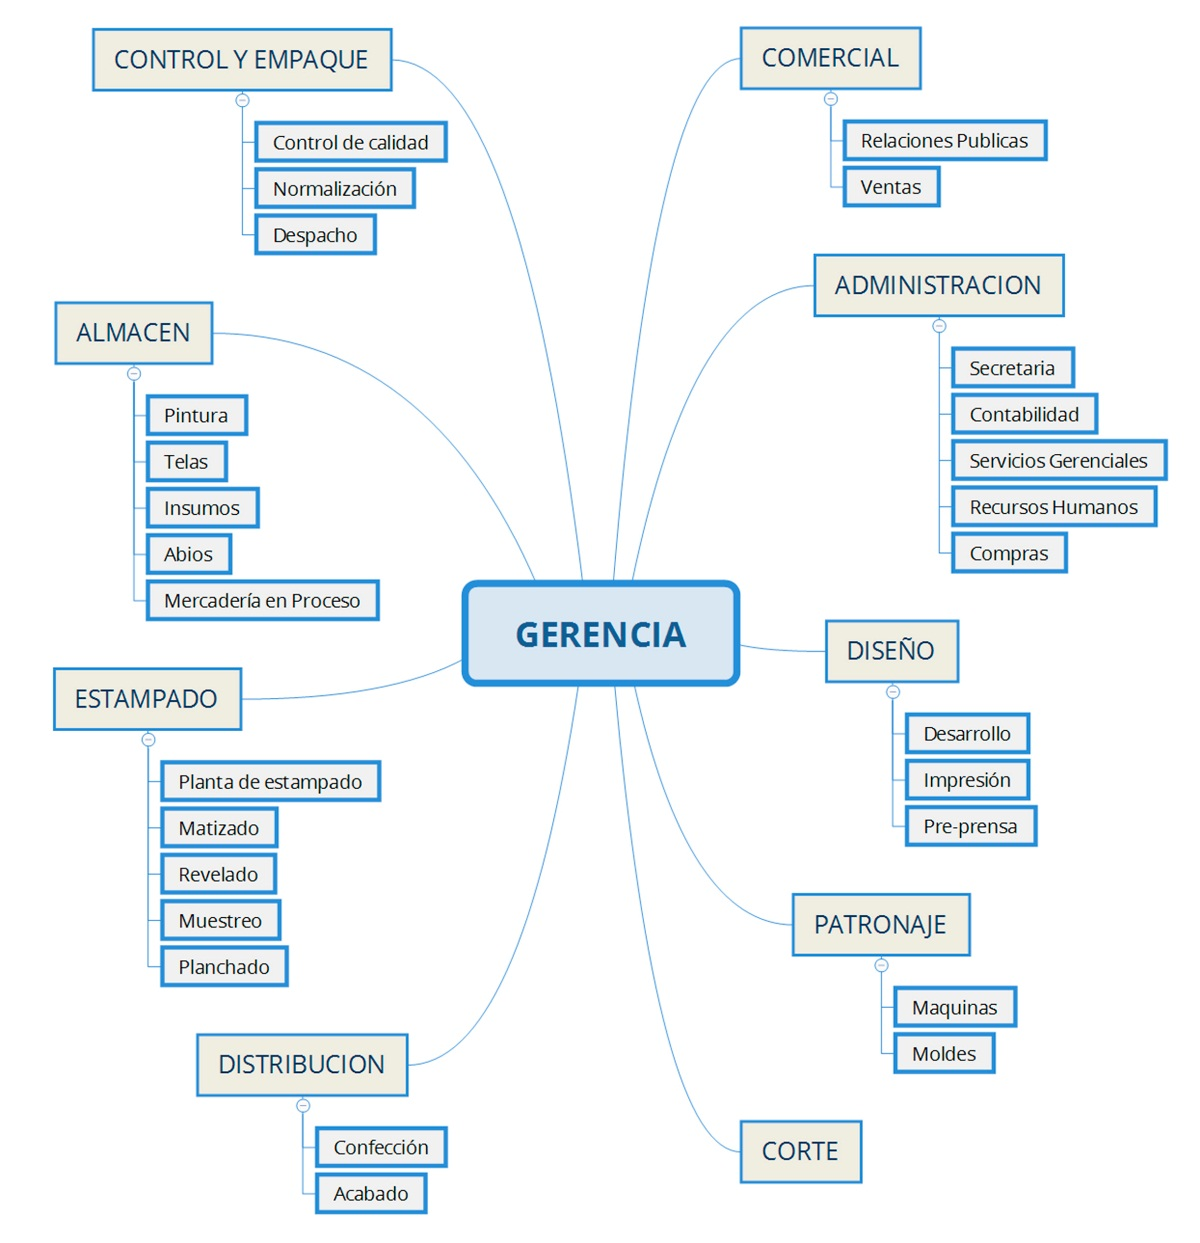 CONTROL Y EMPAQUE
Control de calidad
Normalización
Despacho
ALMACEN
Pintura
Telas
Insumos
Abios
Mercadería en Proceso
ESTAMPADO
Planta de estampado
Matizado
Revelado
Muestreo
Planchado
DISTRIBUCION
Confección
Acabado
GERENCIA
COMERCIAL
Relaciones Publicas
Ventas
ADMINISTRACION
Secretaria
Contabilidad
Servicios Gerenciales
Recursos Humanos
Compras
DISEÑO
Desarrollo
Impresión
Pre-prensa
PATRONAJE
Maquinas
Moldes
CORTE